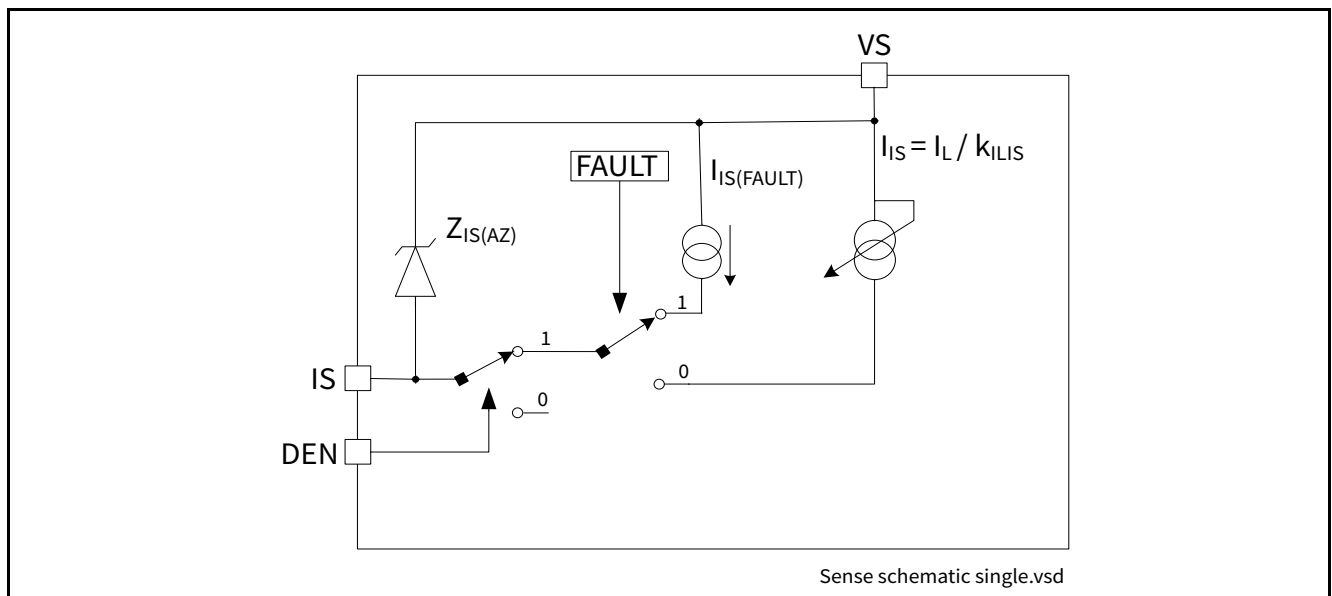 VS
I_IS = I_L / k_ILIS
FAULT
I_IS(FAULT)
Z_IS(AZ)
1
1
IS
0
0
DEN
Sense schematic single.vsd